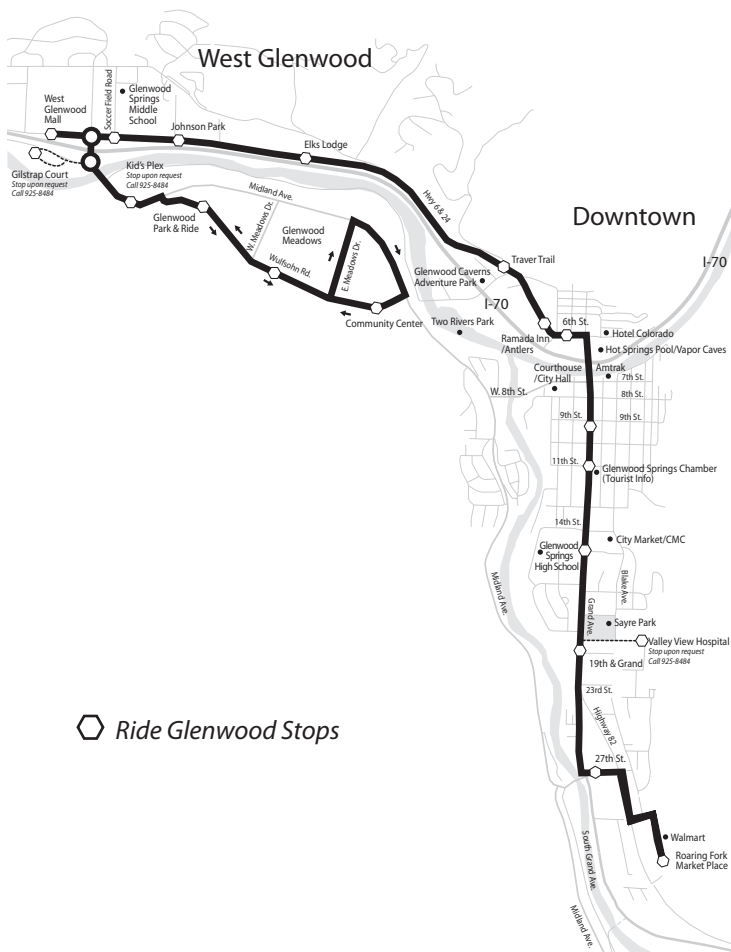 West Glenwood
West
Glenwood
Mall
Soccer Field Road
Glenwood
Springs
Middle
School
Johnson Park
Elks Lodge
Gilstrap Court
Stop upon request
Call 925-8484
Kid's Plex
Stop upon request
Call 925-8484
Glenwood
Park & Ride
Midland Ave.
W. Meadows Dr.
Glenwood
Meadows
Wulfsohn Rd.
E. Meadows Dr.
Community Center
Hwy 6 & 24
Downtown
I-70
Traver Trail
Glenwood Caverns
Adventure Park
I-70
Two Rivers Park
6th St.
Ramada Inn
/Antlers
Hotel Colorado
Hot Springs Pool/Vapor Caves
Courthouse
/City Hall
Amtrak
7th St.
W. 8th St.
8th St.
9th St.
9th St.
11th St.
Glenwood Springs Chamber
(Tourist Info)
14th St.
City Market/CMC
Glenwood
Springs
High School
Midland Ave.
Blake Ave.
Grand Ave.
Sayre Park
Valley View Hospital
Stop upon request
Call 925-8484
19th & Grand
23rd St.
Highway 82
Ride Glenwood Stops
27th St.
Walmart
Roaring Fork
Market Place
South Grand Ave.
Midland Ave.